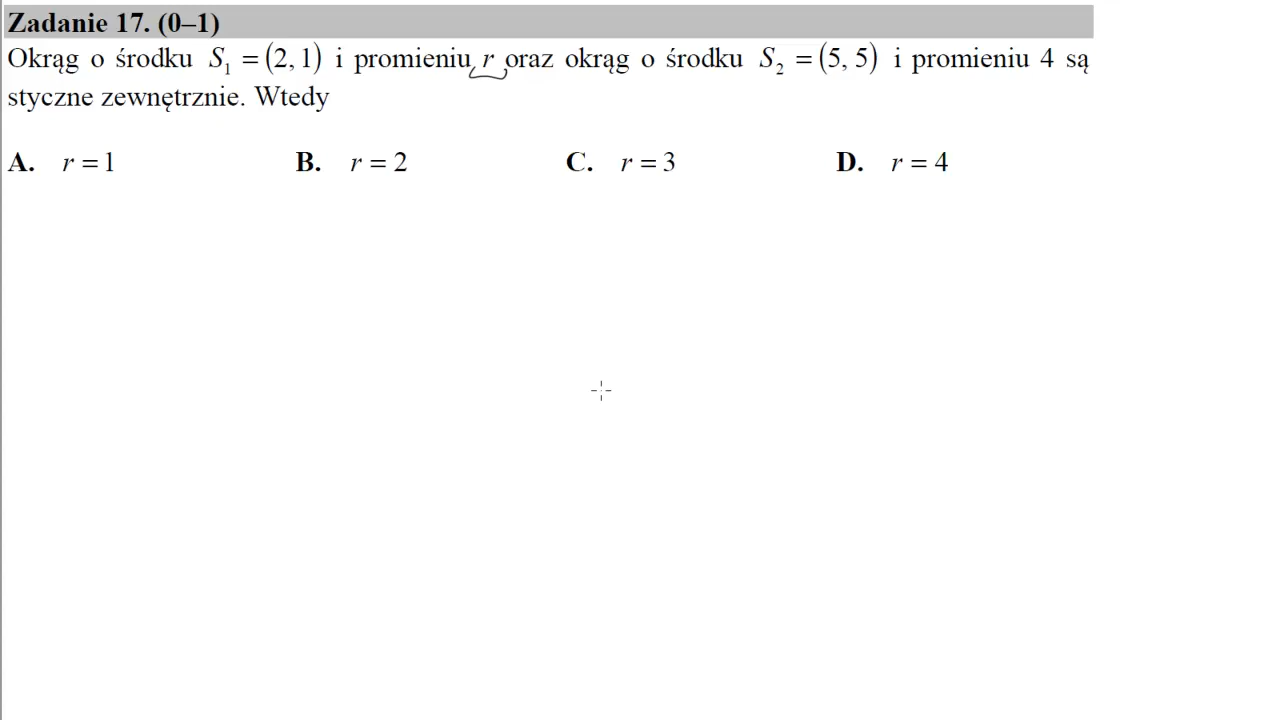 Zadanie 17. (0–1)
Okrąg o środku S₁ = (2, 1) i promieniu r oraz okrąg o środku S₂ = (5, 5) i promieniu 4 są
styczne zewnętrznie. Wtedy
A. r = 1 B. r = 2 C. r = 3 D. r = 4